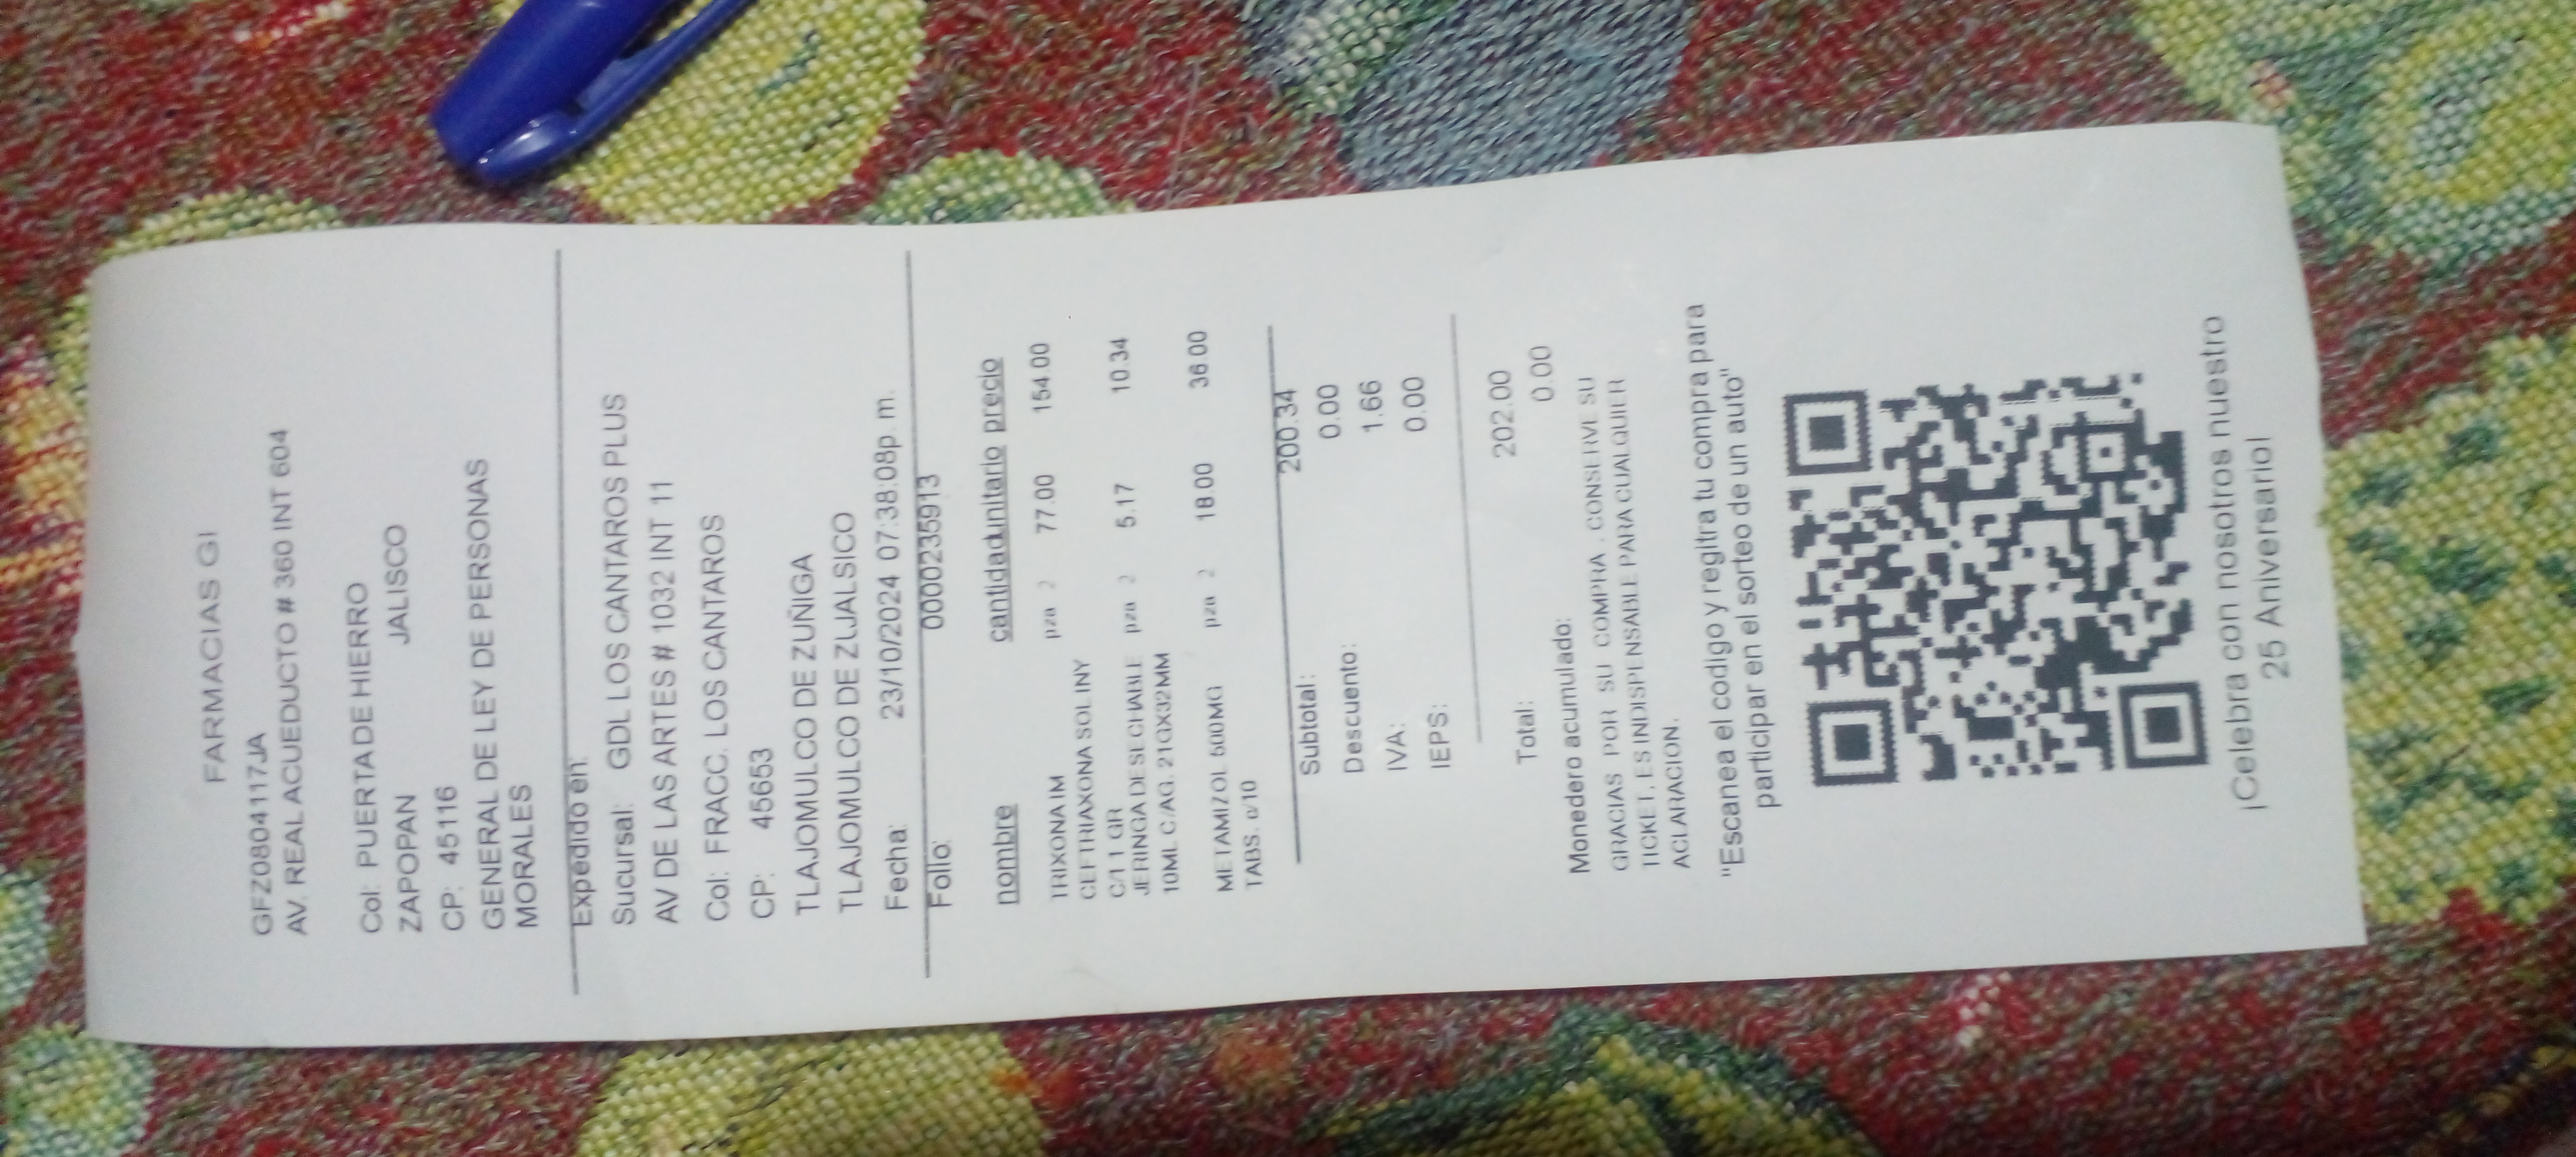 FARMACIAS GI
GFZ0804117JA
AV. REAL ACUEDUCTO # 360 INT 604
Col: PUERTA DE HIERRO
ZAPOPAN JALISCO
CP: 45116
GENERAL DE LEY DE PERSONAS
MORALES
Expedido en:
Sucursal: GDL LOS CANTAROS PLUS
AV DE LAS ARTES # 1032 INT 11
Col: FRACC. LOS CANTAROS
CP: 45653
TLAJOMULCO DE ZUÑIGA
TLAJOMULCO DE ZUJALSICO
Fecha: 23/10/2024 07:38:08p. m.
Folio: 0000235913
nombre cantidad unitario precio
TRIXONA IM pza 2 77.00 154.00
CEFTRIAXONA SOL INY
C/1 1 GR
JERINGA DESECHABLE pza 2 5.17 10.34
10ML C/AG. 21GX32MM
METAMIZOL 500MG pza 2 18.00 36.00
TABS. c/10
Subtotal: 200.34
Descuento: 0.00
IVA: 1.66
IEPS: 0.00
Total: 202.00
Monedero acumulado: 0.00
GRACIAS POR SU COMPRA . CONSERVE SU
TICKET, ES INDISPENSABLE PARA CUALQUIER
ACLARACION.
"Escanea el codigo y regitra tu compra para
participar en el sorteo de un auto"
¡Celebra con nosotros nuestro
25 Aniversario!